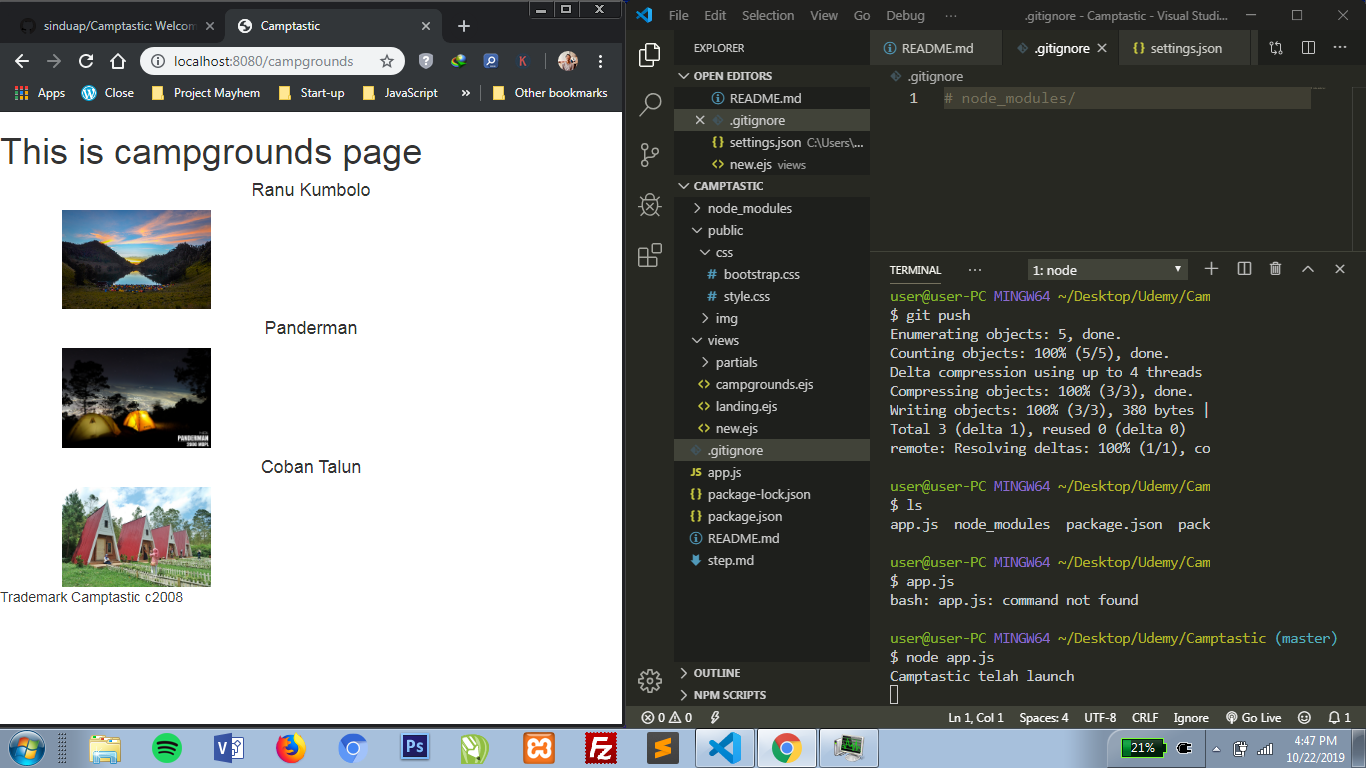 sinduap/Camptastic: Welcom
Camptastic
localhost:8080/campgrounds
Apps
Close
Project Mayhem
Start-up
JavaScript
»
Other bookmarks
This is campgrounds page
Ranu Kumbolo
Panderman
PANDERMAN
Coban Talun
Trademark Camptastic c2008
File Edit Selection View Go Debug ···
.gitignore - Camptastic - Visual Studi...
EXPLORER
OPEN EDITORS
README.md
.gitignore
settings.json C:\Users\...
new.ejs views
CAMPTASTIC
node_modules
public
css
bootstrap.css
style.css
img
views
partials
campgrounds.ejs
landing.ejs
new.ejs
.gitignore
JS app.js
package-lock.json
package.json
README.md
step.md
OUTLINE
NPM SCRIPTS
README.md
.gitignore
settings.json
.gitignore
1 # node_modules/
TERMINAL ··· 1: node
user@user-PC MINGW64 ~/Desktop/Udemy/Cam
$ git push
Enumerating objects: 5, done.
Counting objects: 100% (5/5), done.
Delta compression using up to 4 threads
Compressing objects: 100% (3/3), done.
Writing objects: 100% (3/3), 380 bytes |
Total 3 (delta 1), reused 0 (delta 0)
remote: Resolving deltas: 100% (1/1), co
user@user-PC MINGW64 ~/Desktop/Udemy/Cam
$ ls
app.js node_modules package.json pack
user@user-PC MINGW64 ~/Desktop/Udemy/Cam
$ app.js
bash: app.js: command not found
user@user-PC MINGW64 ~/Desktop/Udemy/Camptastic (master)
$ node app.js
Camptastic telah launch
0 0
Ln 1, Col 1 Spaces: 4 UTF-8 CRLF Ignore Go Live 1
Ps
21%
4:47 PM
10/22/2019